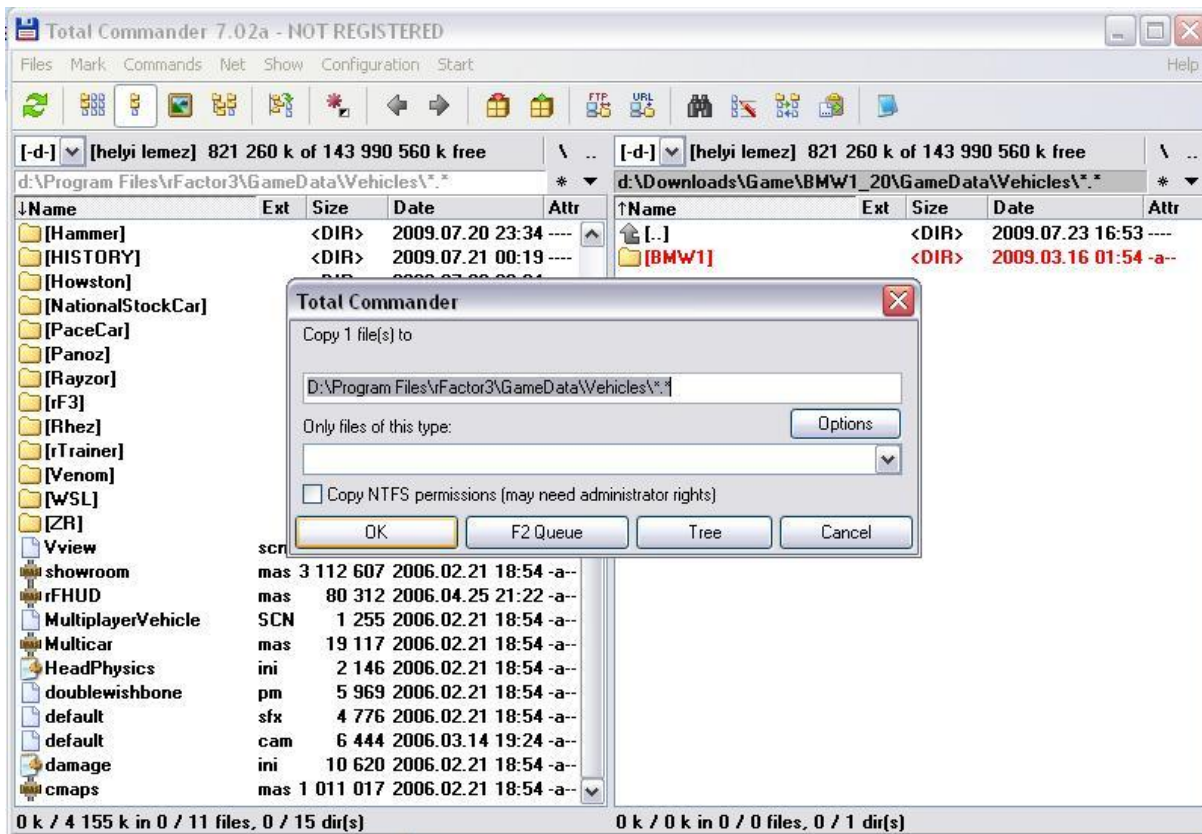 Total Commander 7.02a - NOT REGISTERED
Files Mark Commands Net Show Configuration Start Help
FTP URL
[-d-] [helyi lemez] 821 260 k of 143 990 560 k free \ ..
[-d-] [helyi lemez] 821 260 k of 143 990 560 k free \ ..
d:\Program Files\rFactor3\GameData\Vehicles\*.* * ▼
d:\Downloads\Game\BMW1_20\GameData\Vehicles\*.* * ▼
↓Name Ext Size Date Attr
[Hammer] <DIR> 2009.07.20 23:34 ----
[HISTORY] <DIR> 2009.07.21 00:19 ----
[Howston]
[NationalStockCar]
[PaceCar]
[Panoz]
[Rayzor]
[rF3]
[Rhez]
[rTrainer]
[Venom]
[WSL]
[ZR]
Vview scn
showroom mas 3 112 607 2006.02.21 18:54 -a--
rFHUD mas 80 312 2006.04.25 21:22 -a--
MultiplayerVehicle SCN 1 255 2006.02.21 18:54 -a--
Multicar mas 19 117 2006.02.21 18:54 -a--
HeadPhysics ini 2 146 2006.02.21 18:54 -a--
doublewishbone pm 5 969 2006.02.21 18:54 -a--
default sfx 4 776 2006.02.21 18:54 -a--
default cam 6 444 2006.03.14 19:24 -a--
damage ini 10 620 2006.02.21 18:54 -a--
cmaps mas 1 011 017 2006.02.21 18:54 -a--
↑Name Ext Size Date Attr
[..] <DIR> 2009.07.23 16:53 ----
[BMW1] <DIR> 2009.03.16 01:54 -a--
Total Commander
Copy 1 file(s) to
D:\Program Files\rFactor3\GameData\Vehicles\*.*
Only files of this type:
Options
Copy NTFS permissions (may need administrator rights)
OK F2 Queue Tree Cancel
0 k / 4 155 k in 0 / 11 files, 0 / 15 dir(s)
0 k / 0 k in 0 / 0 files, 0 / 1 dir(s)